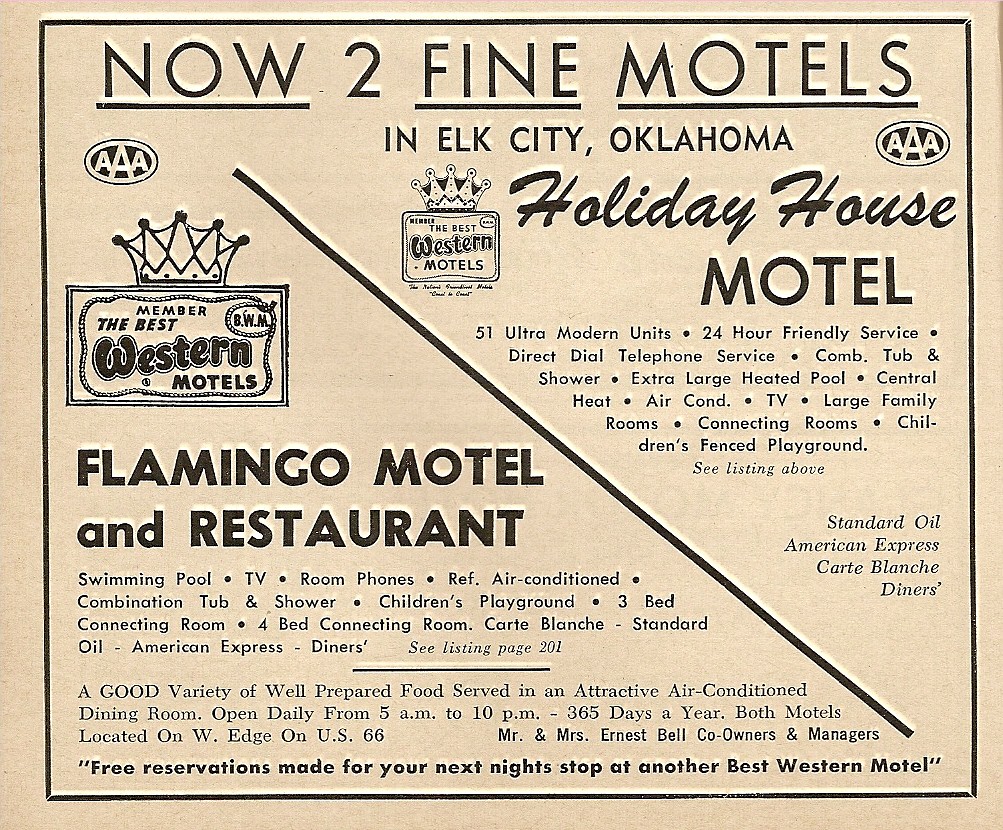 NOW 2 FINE MOTELS
IN ELK CITY, OKLAHOMA
AAA
AAA
MEMBER
B.W.M.
THE BEST
Western
MOTELS
The Nation's Greatest Motels
"Coast to Coast"
Holiday House
MOTEL
51 Ultra Modern Units • 24 Hour Friendly Service •
Direct Dial Telephone Service • Comb. Tub &
Shower • Extra Large Heated Pool • Central
Heat • Air Cond. • TV • Large Family
Rooms • Connecting Rooms • Chil-
dren's Fenced Playground.
See listing above
Standard Oil
American Express
Carte Blanche
Diners'
MEMBER
THE BEST
B.W.M.
Western
MOTELS
FLAMINGO MOTEL
and RESTAURANT
Swimming Pool • TV • Room Phones • Ref. Air-conditioned •
Combination Tub & Shower • Children's Playground • 3 Bed
Connecting Room • 4 Bed Connecting Room. Carte Blanche - Standard
Oil - American Express - Diners' See listing page 201
A GOOD Variety of Well Prepared Food Served in an Attractive Air-Conditioned
Dining Room. Open Daily From 5 a.m. to 10 p.m. - 365 Days a Year. Both Motels
Located On W. Edge On U.S. 66 Mr. & Mrs. Ernest Bell Co-Owners & Managers
"Free reservations made for your next nights stop at another Best Western Motel"